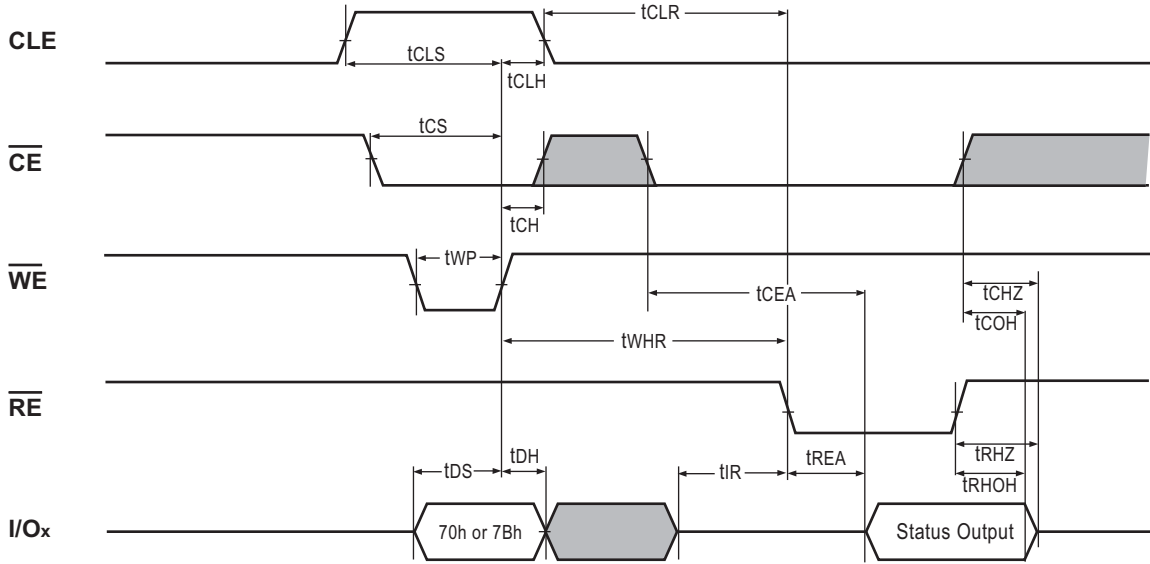 CLE
tCLR
tCLS
tCLH
CE
tCS
tCH
WE
tWP
tCEA
tCHZ
tCOH
tWHR
RE
tDS
tDH
tIR
tREA
tRHZ
tRHOH
I/Ox
70h or 7Bh
Status Output